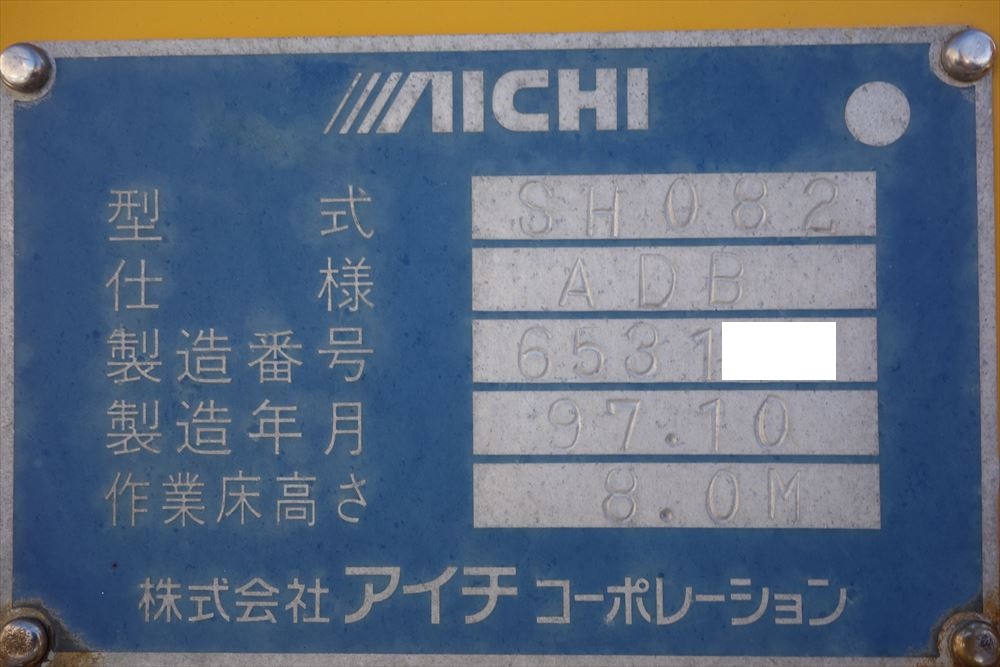 AICHI
型式 SH082
仕様 ADB
製造番号 6531
製造年月 97.10
作業床高さ 8.0M
株式会社アイチコーポレーション